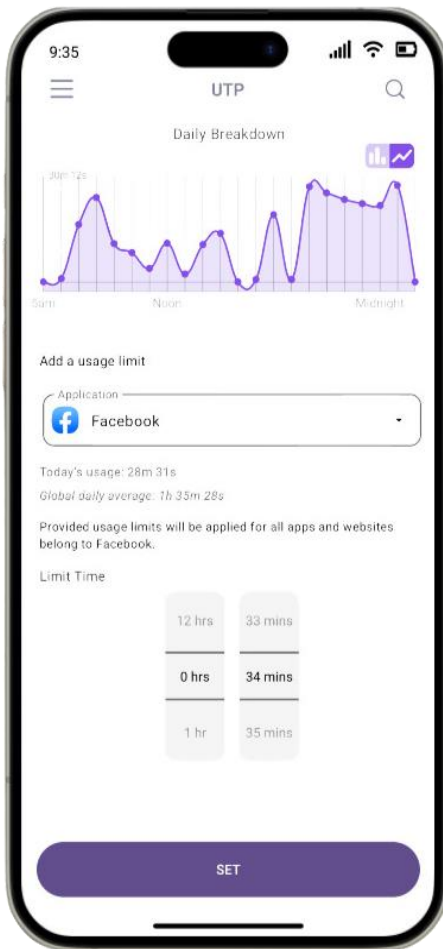 9:35
UTP
Daily Breakdown
30m 12s
5am Noon Midnight
Add a usage limit
Application
Facebook
Today's usage: 28m 31s
Global daily average: 1h 35m 28s
Provided usage limits will be applied for all apps and websites
belong to Facebook.
Limit Time
12 hrs 33 mins
0 hrs 34 mins
1 hr 35 mins
SET